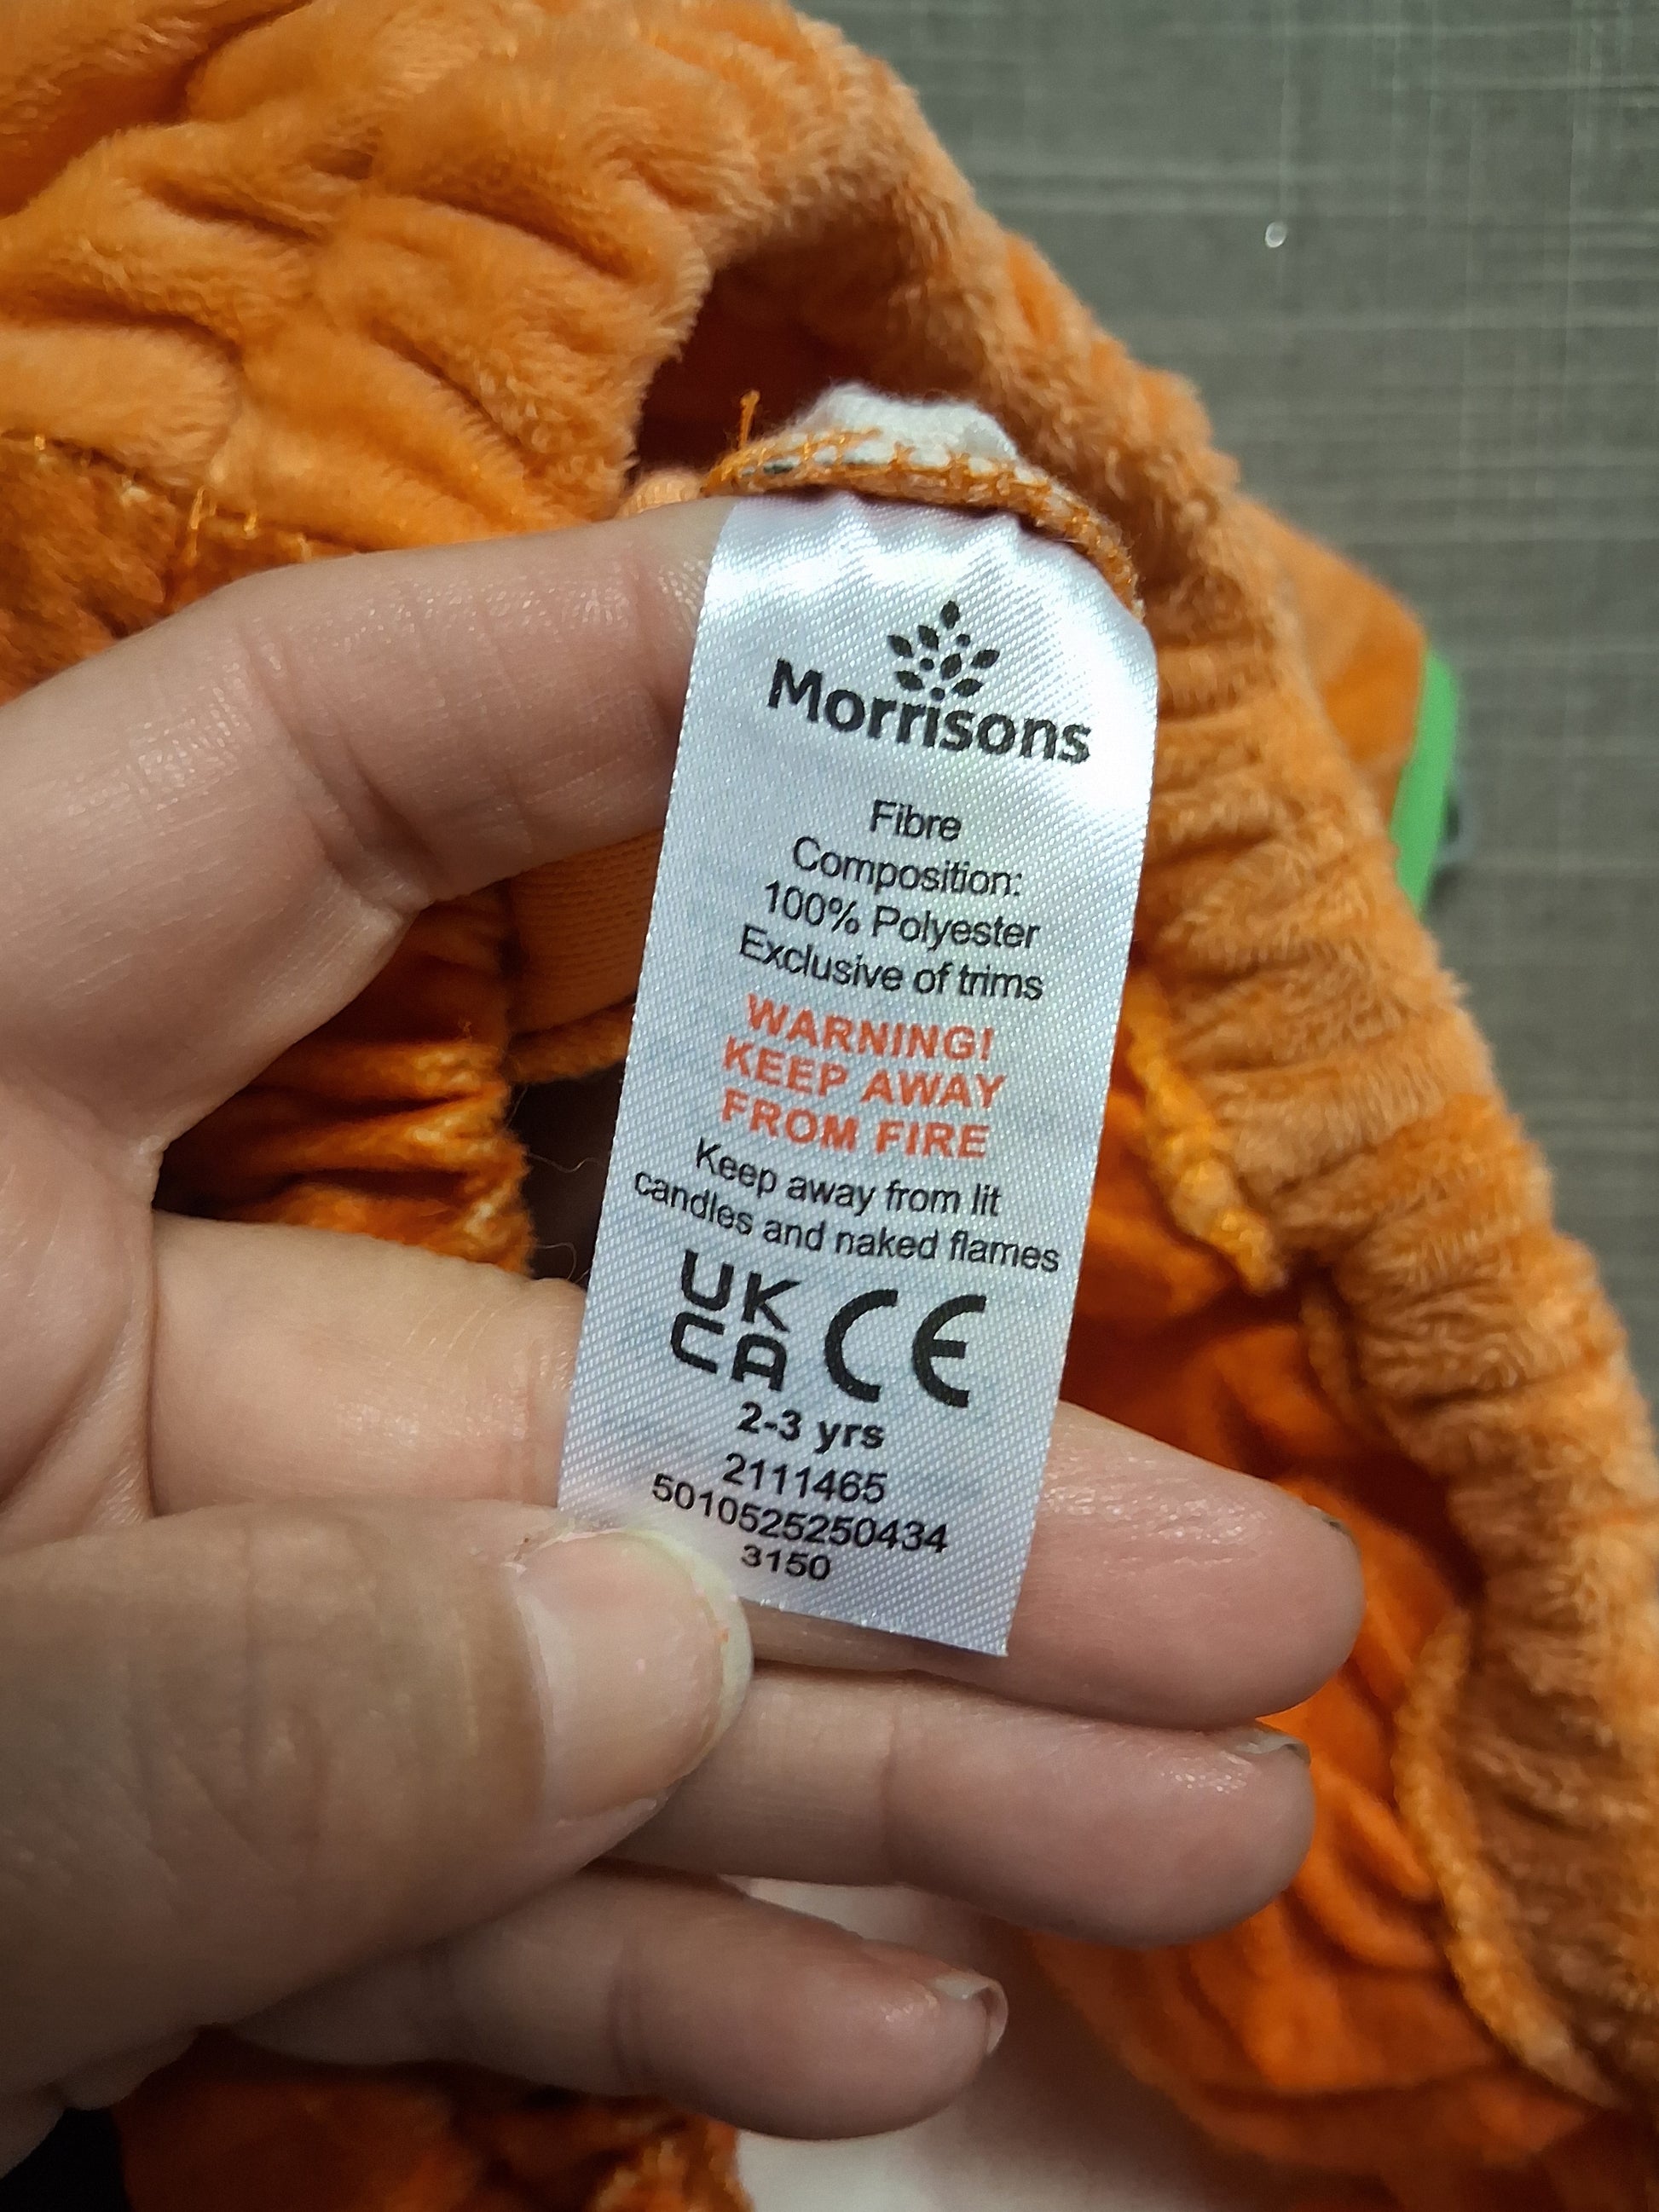 Morrisons
Fibre
Composition:
100% Polyester
Exclusive of trims
WARNING!
KEEP AWAY
FROM FIRE
Keep away from lit
candles and naked flames
UK
CA CE
2-3 yrs
2111465
5010525250434
3150